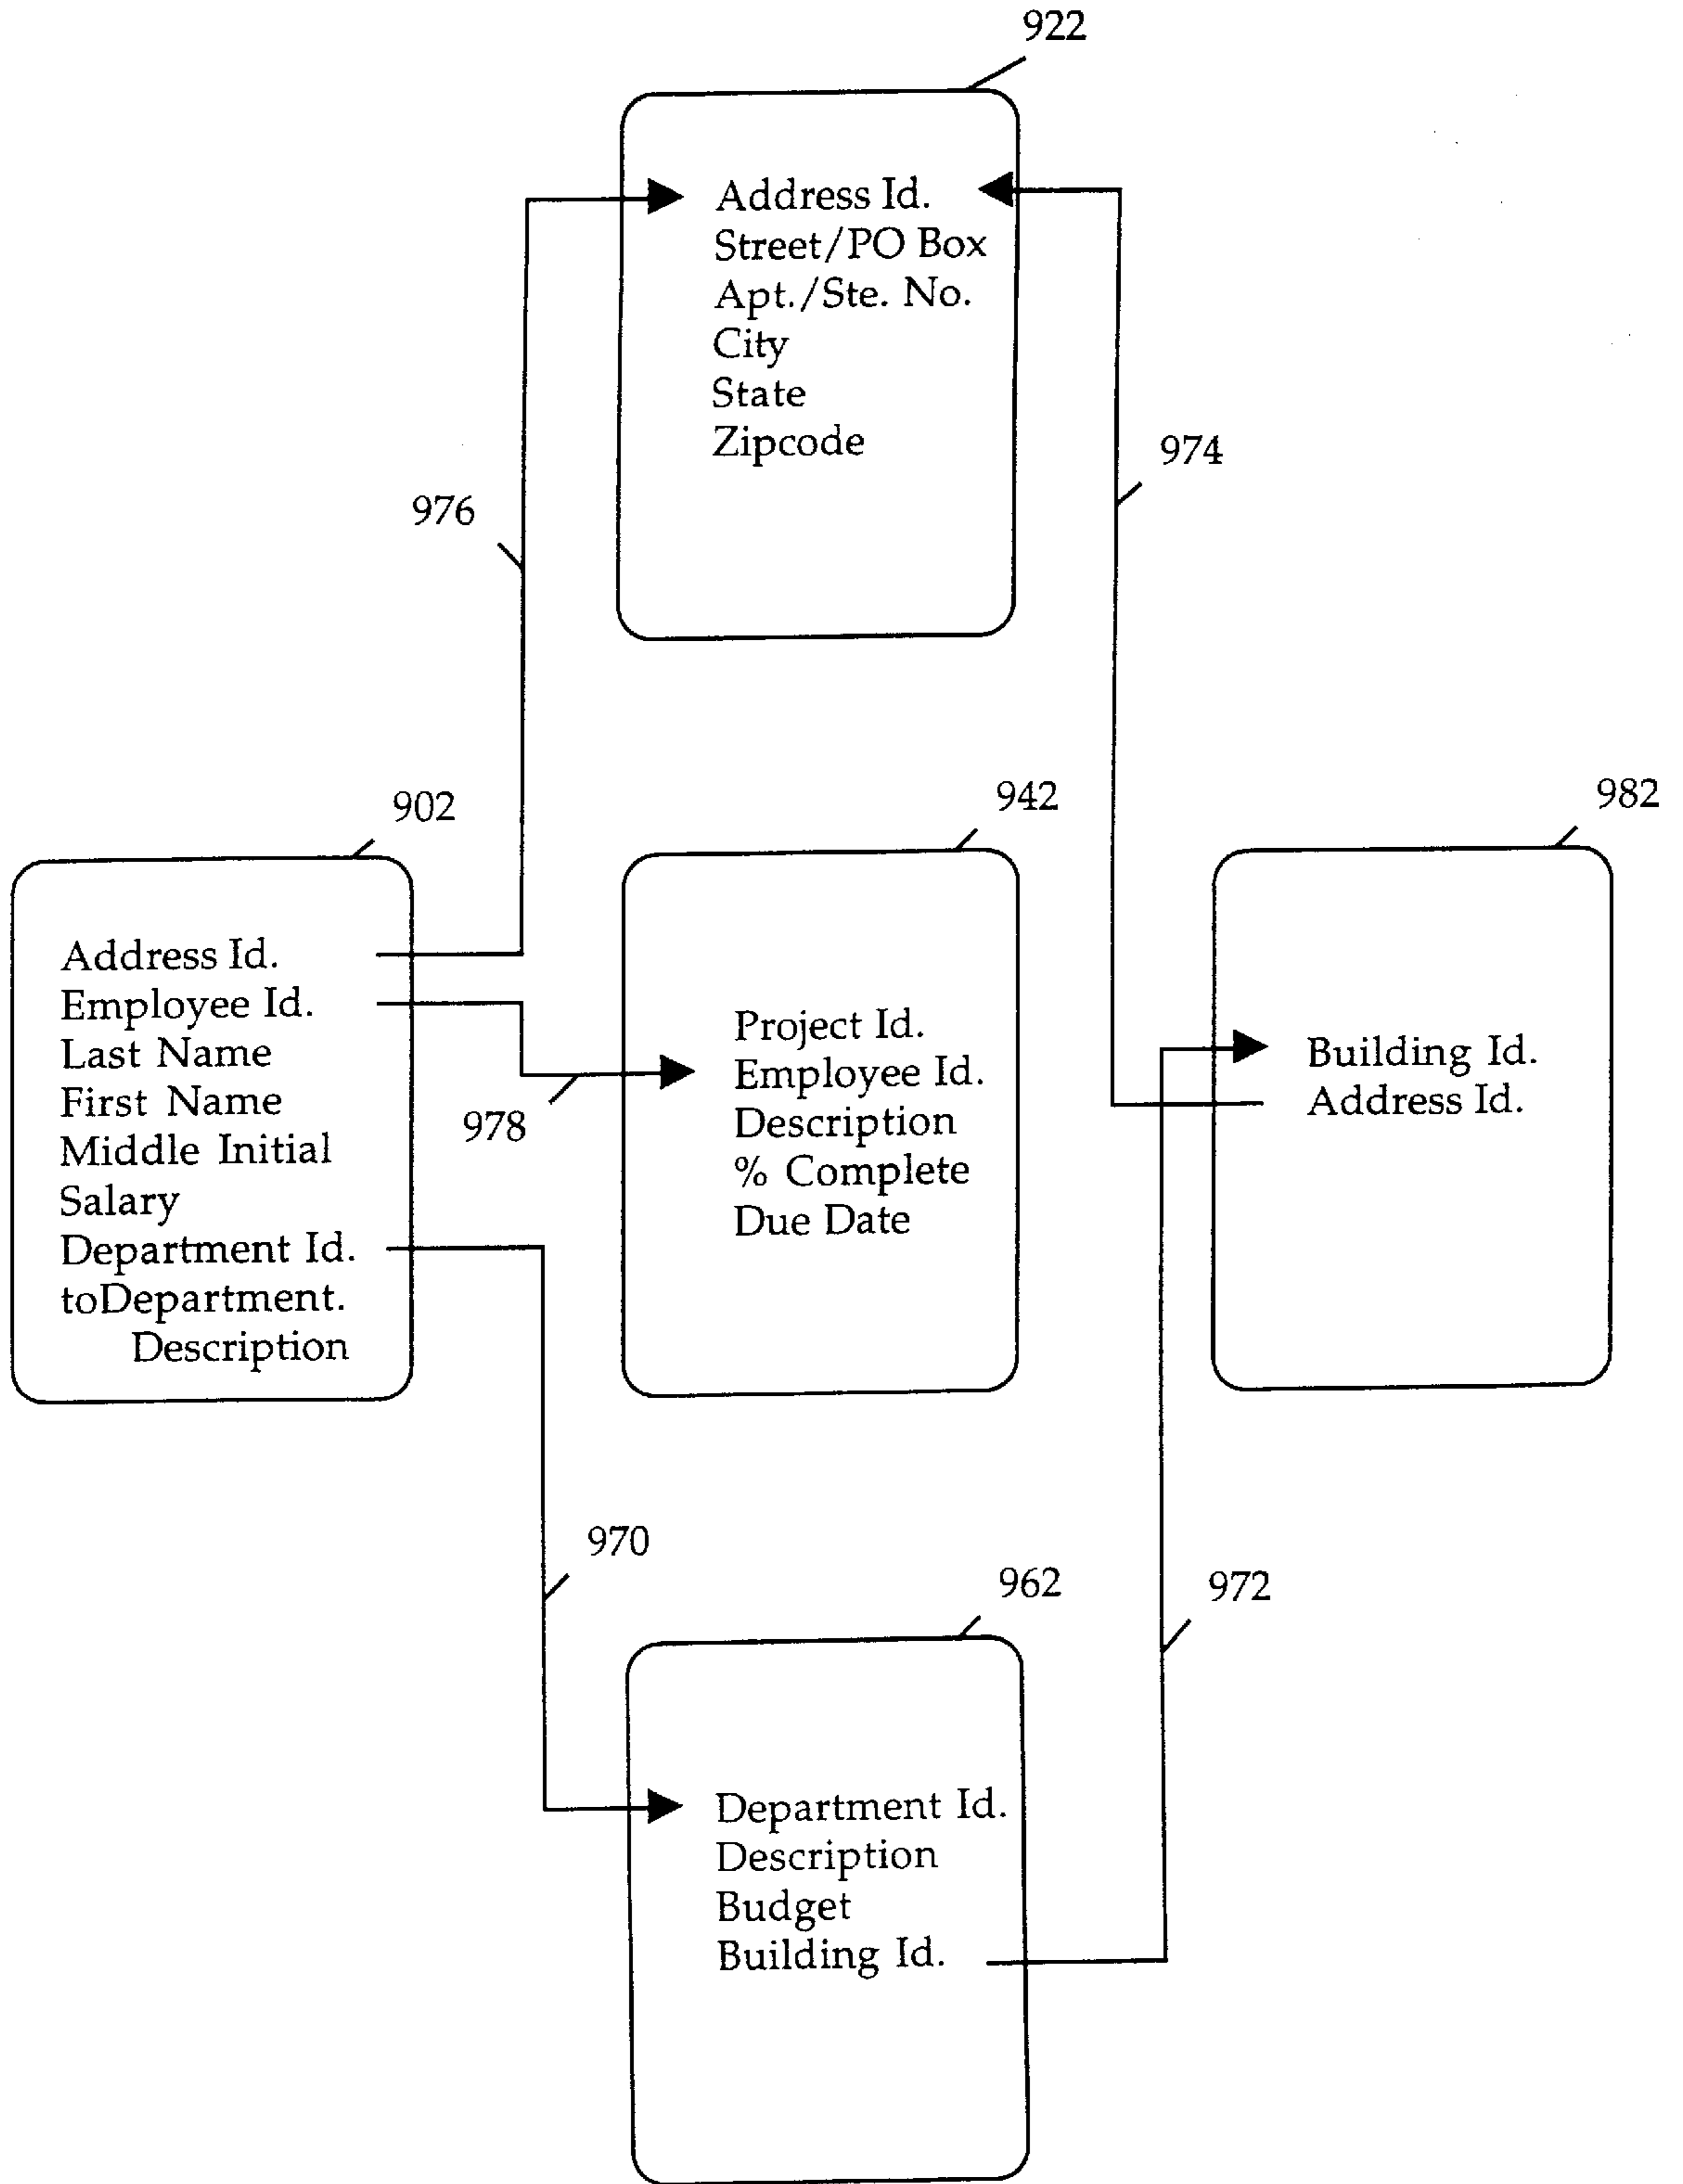 922
Address Id.
Street/PO Box
Apt./Ste. No.
City
State
Zipcode
974
976
902
942
982
Address Id.
Employee Id.
Last Name
First Name
Middle Initial
Salary
Department Id.
toDepartment.
Description
978
Project Id.
Employee Id.
Description
% Complete
Due Date
Building Id.
Address Id.
970
962
972
Department Id.
Description
Budget
Building Id.